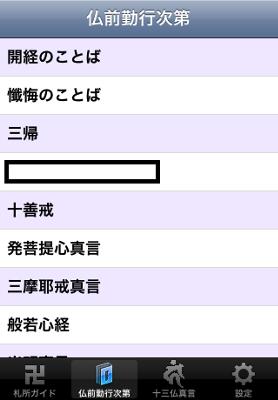 仏前勤行次第
開経のことば
懺悔のことば
三帰
十善戒
発菩提心真言
三摩耶戒真言
般若心経
札所ガイド
仏前勤行次第
十三仏真言
設定